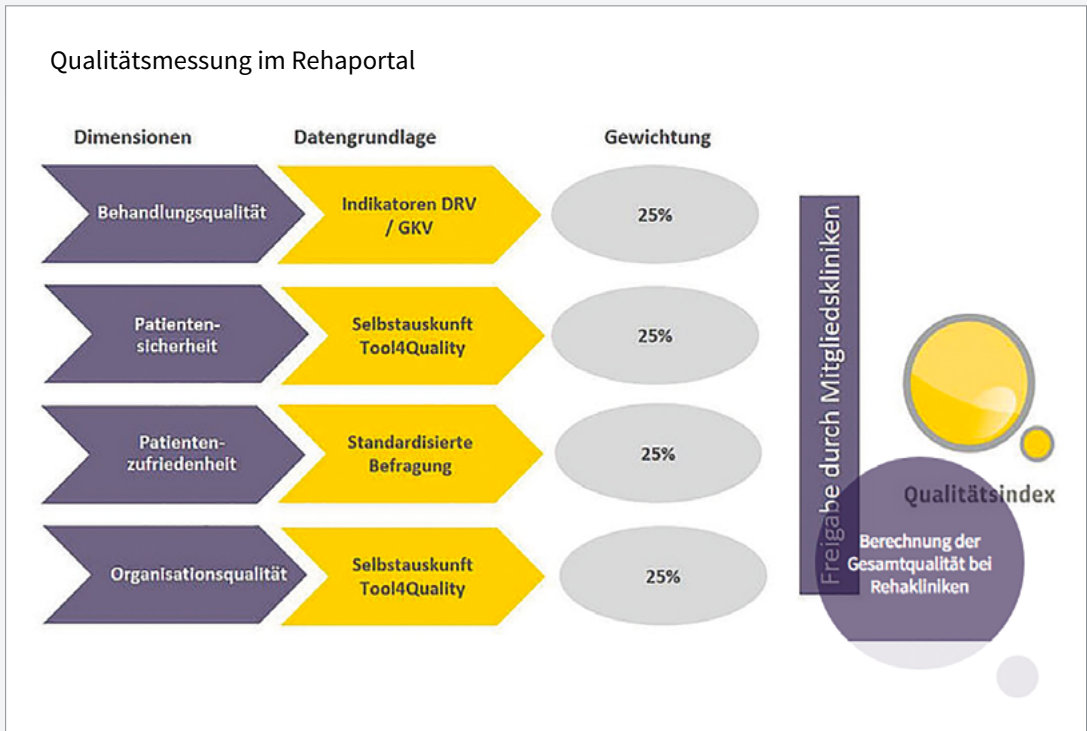 Qualitätsmessung im Rehaportal
Dimensionen
Datengrundlage
Gewichtung
Behandlungsqualität
Indikatoren DRV
/ GKV
25%
Patienten-
sicherheit
Selbstauskunft
Tool4Quality
25%
Patienten-
zufriedenheit
Standardisierte
Befragung
25%
Organisationsqualität
Selbstauskunft
Tool4Quality
25%
Freigabe durch Mitgliedskliniken
Qualitätsindex
Berechnung der
Gesamtqualität bei
Rehakliniken